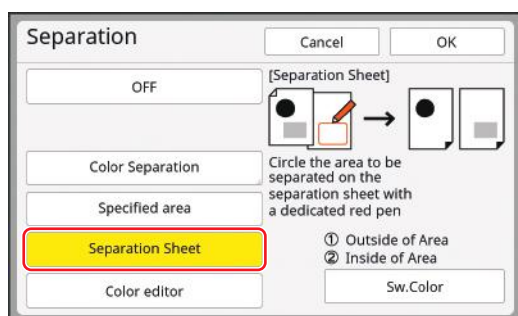 Separation
Cancel
OK
OFF
[Separation Sheet]
Color Separation
Circle the area to be
separated on the
separation sheet with
a dedicated red pen
Specified area
Separation Sheet
① Outside of Area
② Inside of Area
Color editor
Sw.Color